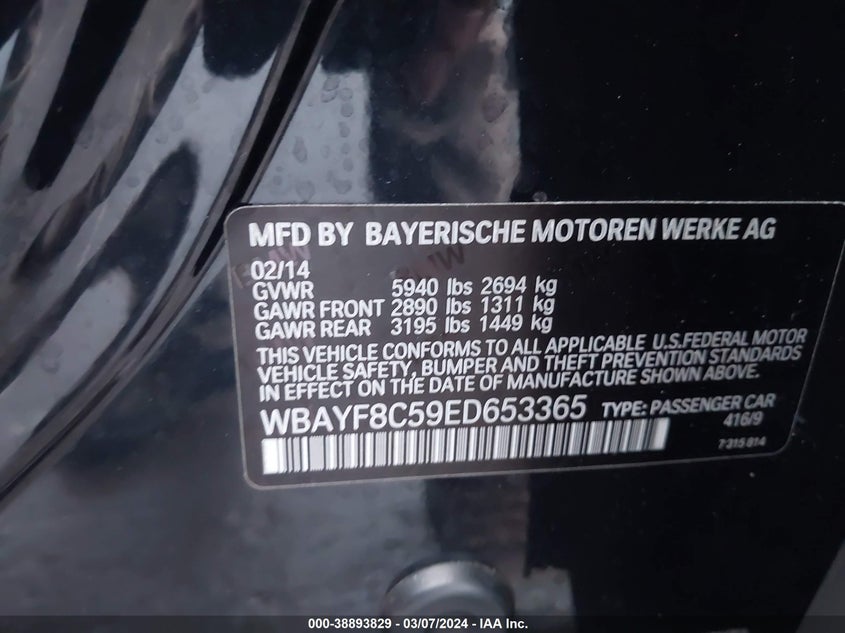 MFD BY BAYERISCHE MOTOREN WERKE AG
02/14
GVWR 5940 lbs 2694 kg
GAWR FRONT 2890 lbs 1311 kg
GAWR REAR 3195 lbs 1449 kg
THIS VEHICLE CONFORMS TO ALL APPLICABLE U.S.FEDERAL MOTOR
VEHICLE SAFETY, BUMPER AND THEFT PREVENTION STANDARDS
IN EFFECT ON THE DATE OF MANUFACTURE SHOWN ABOVE.
WBAYF8C59ED653365 TYPE: PASSENGER CAR
416/9
7 315 814
000-38893829 / 03/07/2024 - IAA Inc.